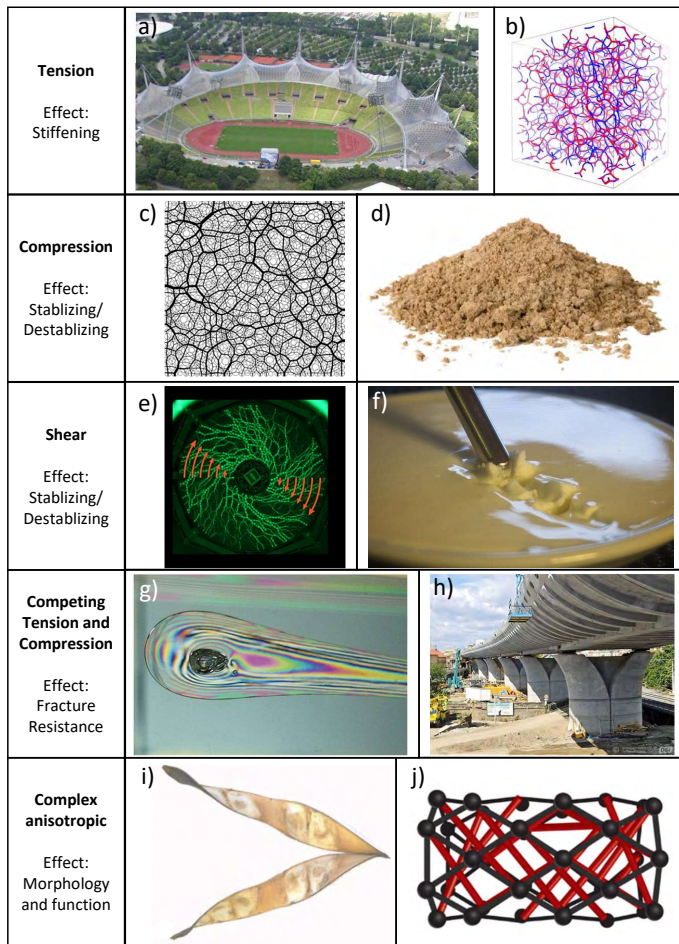 Tension
Effect:
Stiffening
a)
b)
Compression
Effect:
Stablizing/
Destablizing
c)
d)
Shear
Effect:
Stablizing/
Destablizing
e)
f)
Competing
Tension and
Compression
Effect:
Fracture
Resistance
g)
h)
Complex
anisotropic
Effect:
Morphology
and function
i)
j)